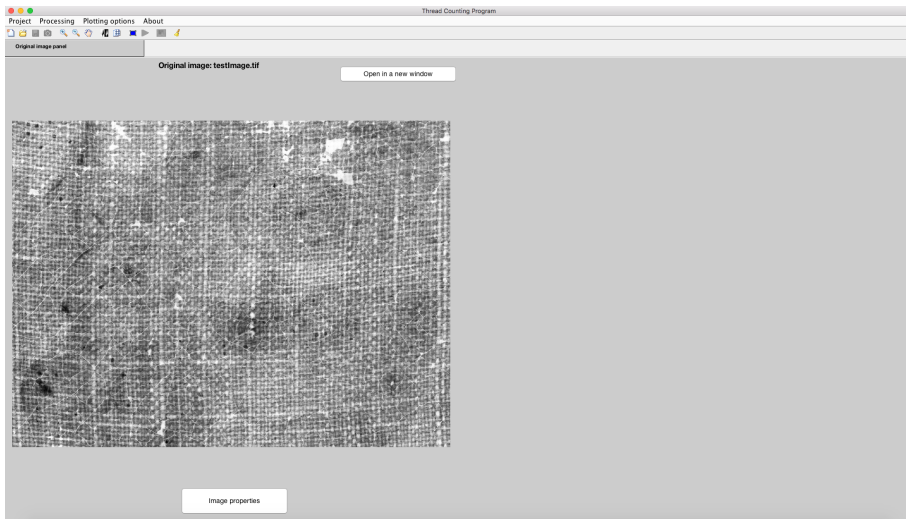 Thread Counting Program
Project Processing Plotting options About
Original image panel
Original image: testImage.tif
Open in a new window
Image properties